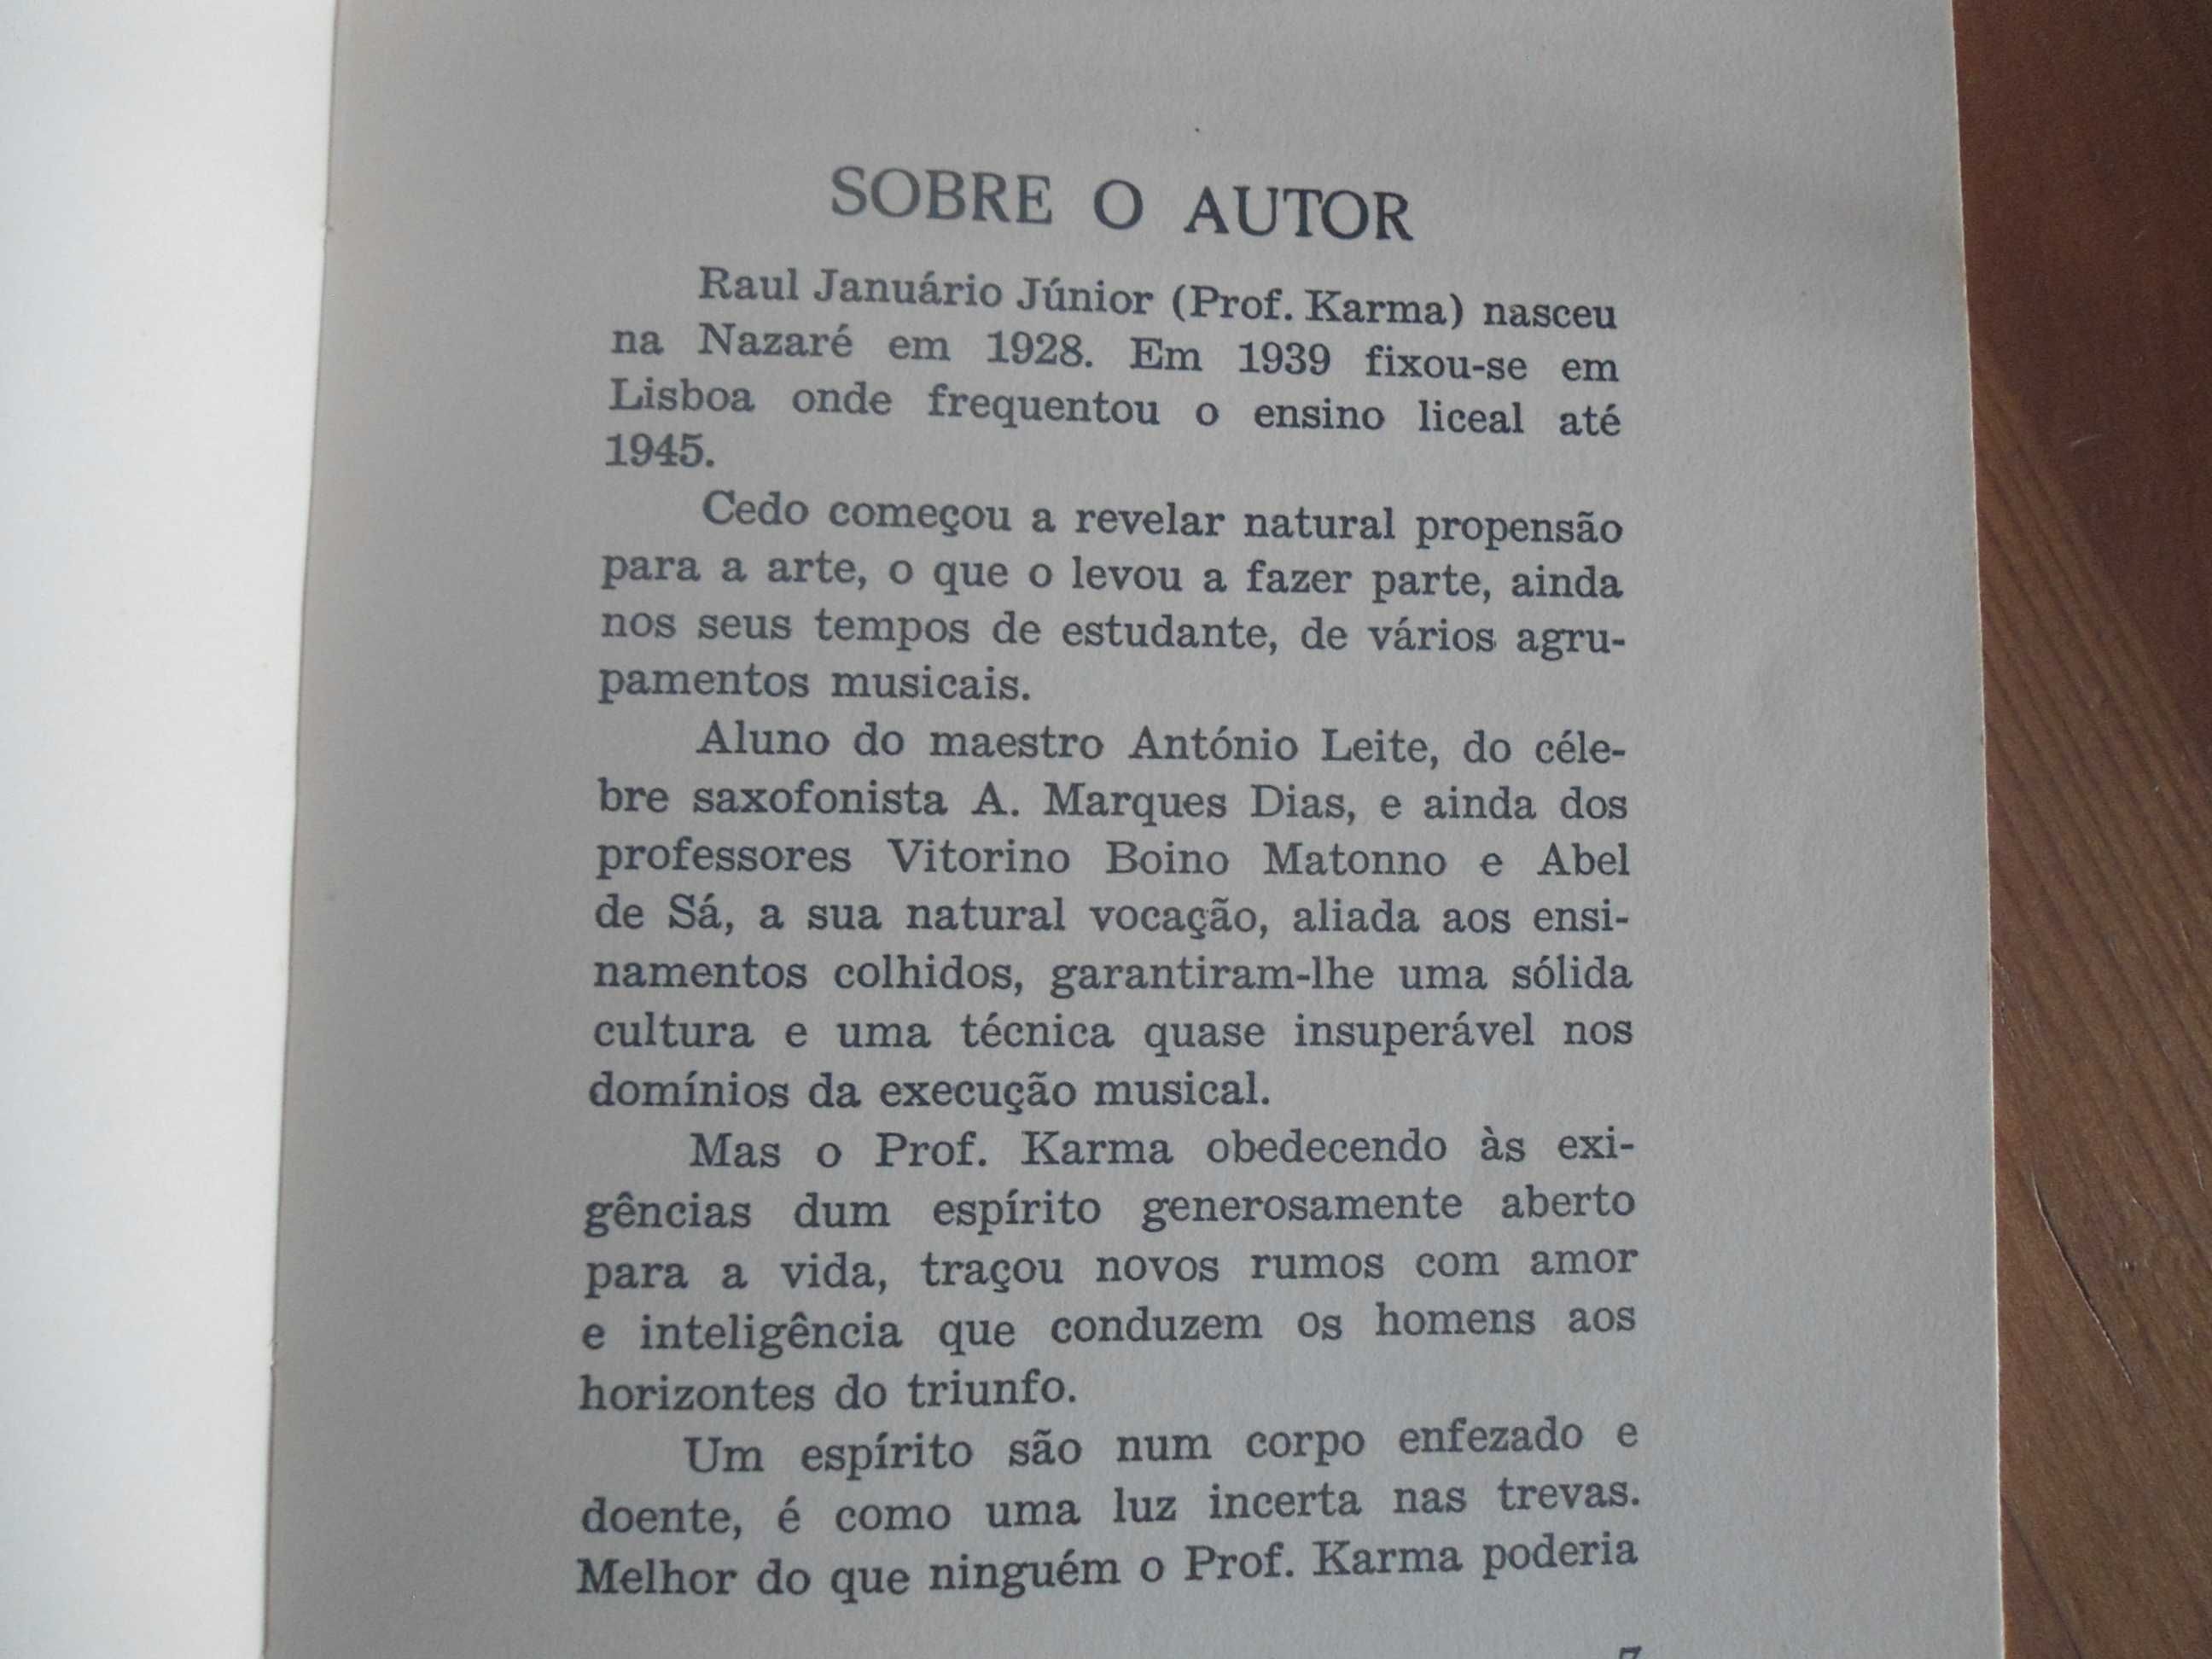 SOBRE O AUTOR
Raul Januário Júnior (Prof. Karma) nasceu
na Nazaré em 1928. Em 1939 fixou-se em
Lisboa onde frequentou o ensino liceal até
1945.
Cedo começou a revelar natural propensão
para a arte, o que o levou a fazer parte, ainda
nos seus tempos de estudante, de vários agru-
pamentos musicais.
Aluno do maestro António Leite, do céle-
bre saxofonista A. Marques Dias, e ainda dos
professores Vitorino Boino Matonno e Abel
de Sá, a sua natural vocação, aliada aos ensi-
namentos colhidos, garantiram-lhe uma sólida
cultura e uma técnica quase insuperável nos
domínios da execução musical.
Mas o Prof. Karma obedecendo às exi-
gências dum espírito generosamente aberto
para a vida, traçou novos rumos com amor
e inteligência que conduzem os homens aos
horizontes do triunfo.
Um espírito são num corpo enfezado e
doente, é como uma luz incerta nas trevas.
Melhor do que ninguém o Prof. Karma poderia
7